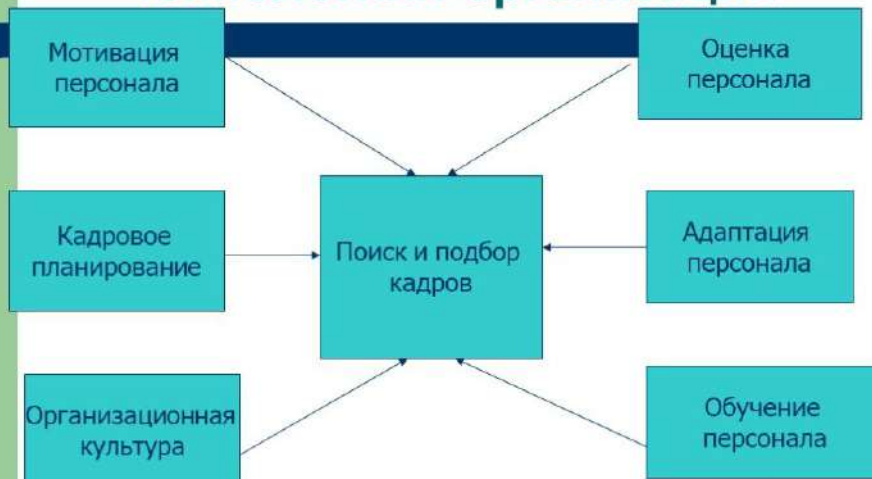 Мотивация
персонала
Оценка
персонала
Кадровое
планирование
Поиск и подбор
кадров
Адаптация
персонала
Организационная
культура
Обучение
персонала